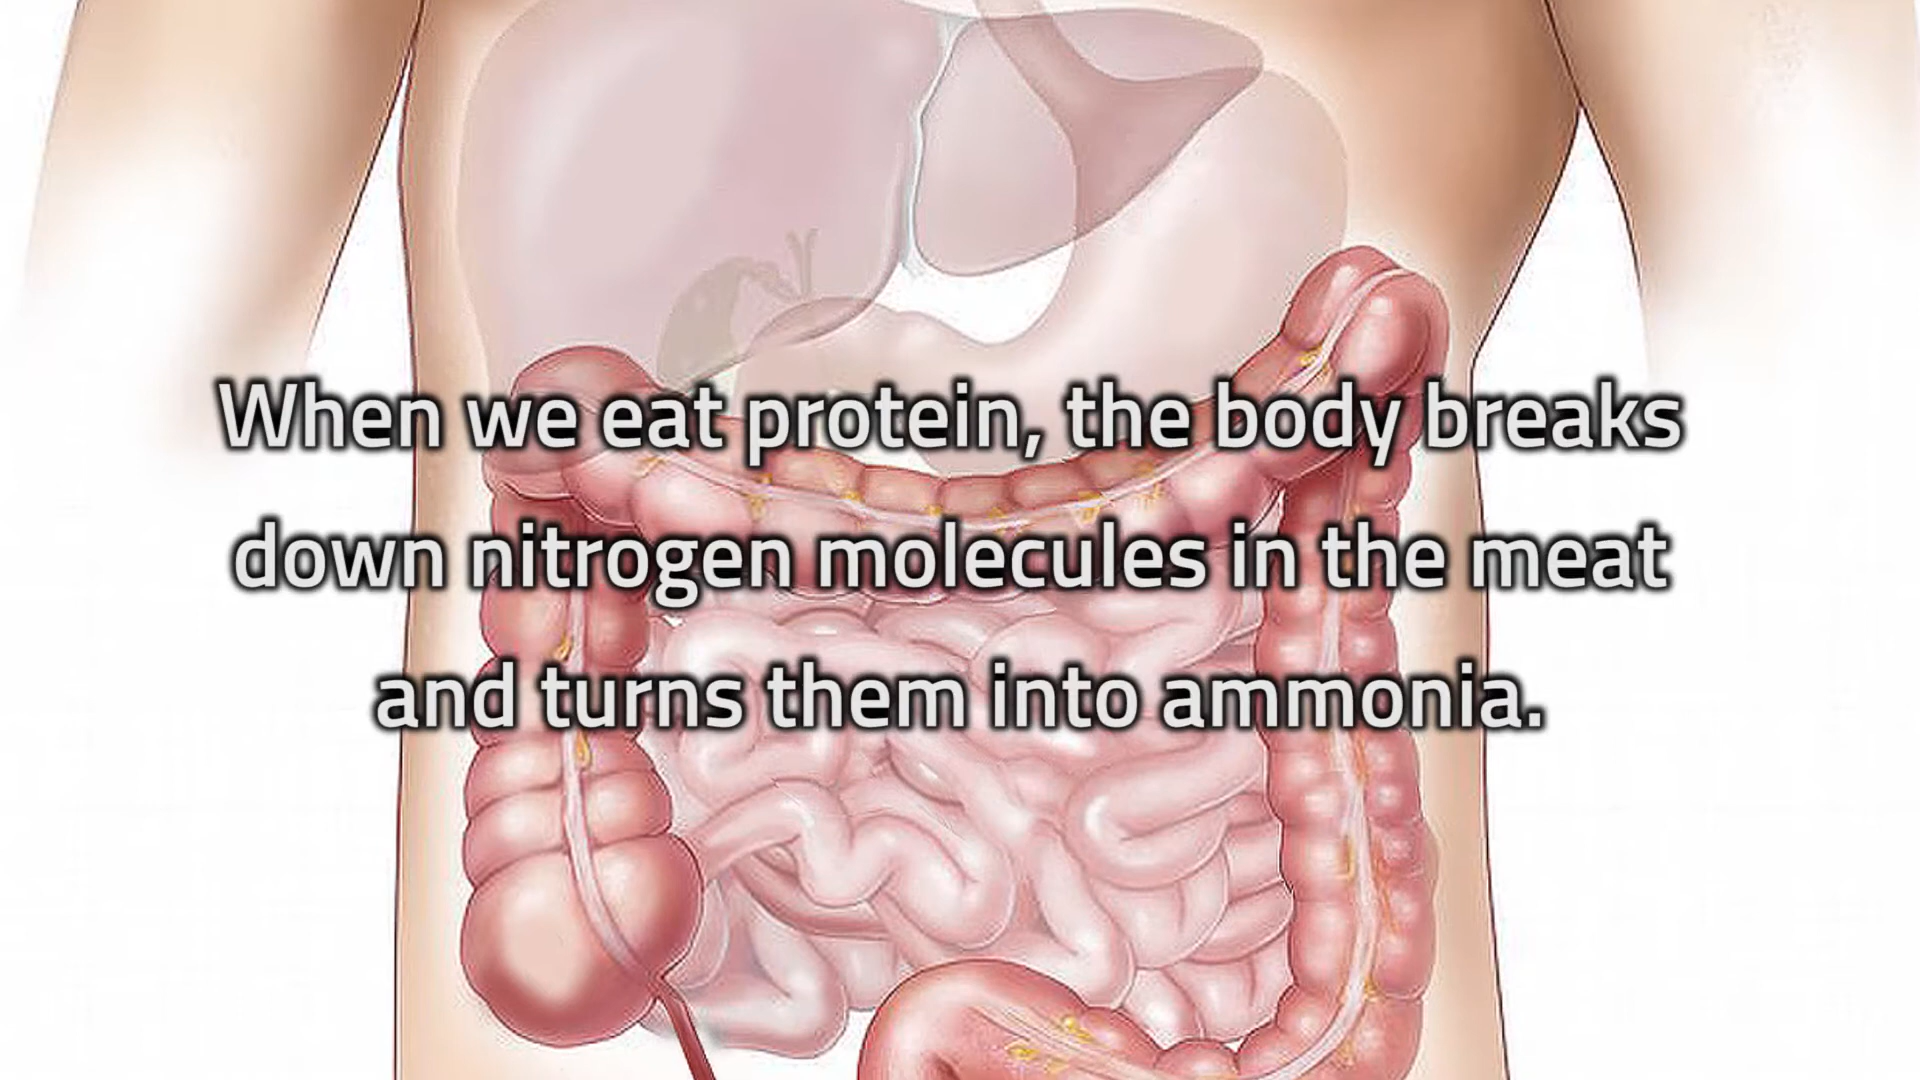 When we eat protein, the body breaks
down nitrogen molecules in the meat
and turns them into ammonia.